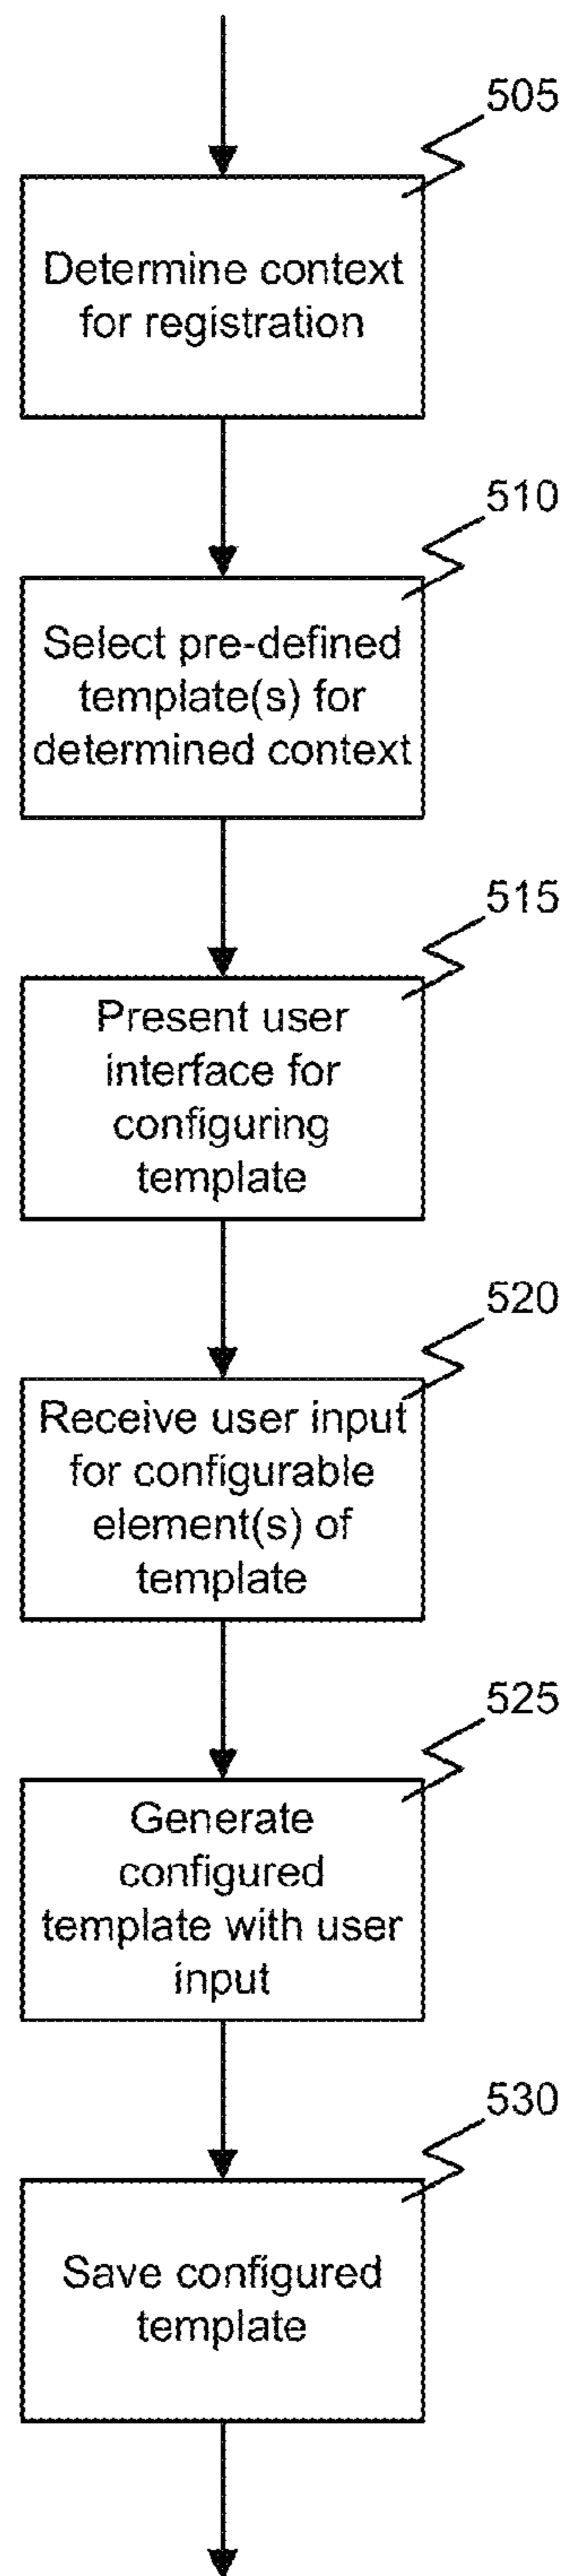 505
Determine context
for registration
510
Select pre-defined
template(s) for
determined context
515
Present user
interface for
configuring
template
520
Receive user input
for configurable
element(s) of
template
525
Generate
configured
template with user
input
530
Save configured
template